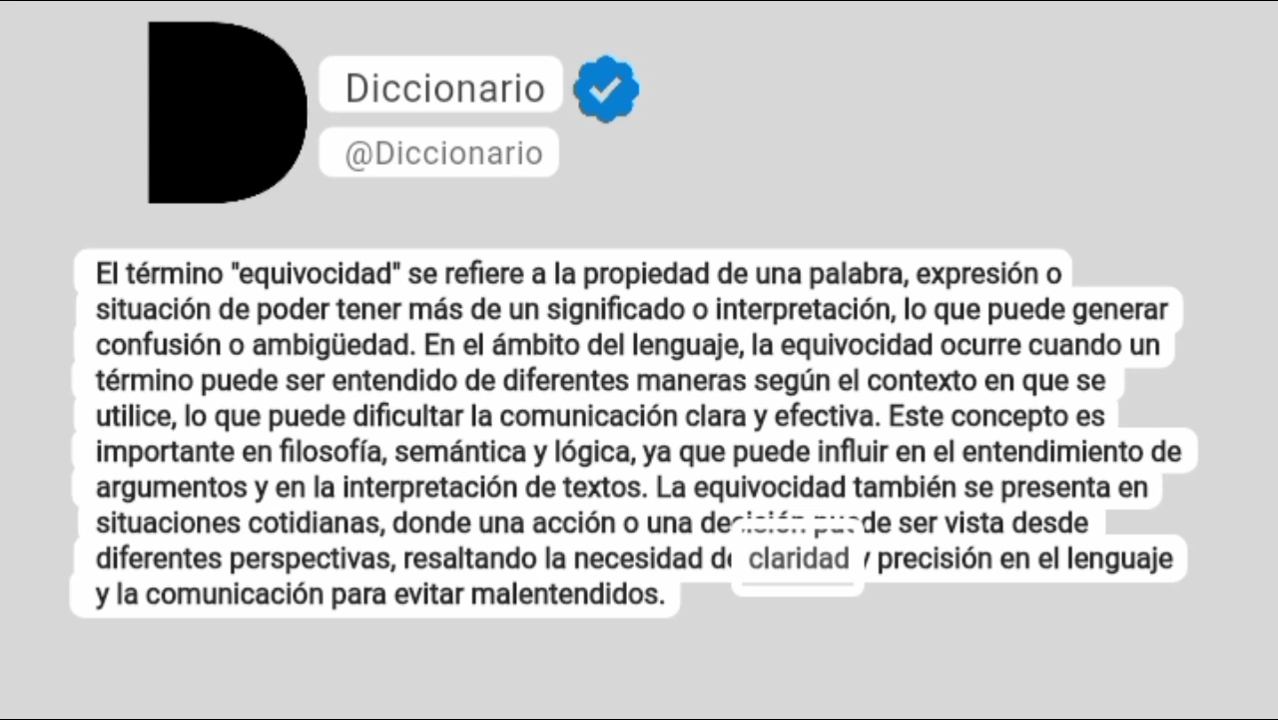 Diccionario
@Diccionario
El término "equivocidad" se refiere a la propiedad de una palabra, expresión o
situación de poder tener más de un significado o interpretación, lo que puede generar
confusión o ambigüedad. En el ámbito del lenguaje, la equivocidad ocurre cuando un
término puede ser entendido de diferentes maneras según el contexto en que se
utilice, lo que puede dificultar la comunicación clara y efectiva. Este concepto es
importante en filosofía, semántica y lógica, ya que puede influir en el entendimiento de
argumentos y en la interpretación de textos. La equivocidad también se presenta en
situaciones cotidianas, donde una acción o una decisión puede ser vista desde
diferentes perspectivas, resaltando la necesidad de claridad y precisión en el lenguaje
y la comunicación para evitar malentendidos.